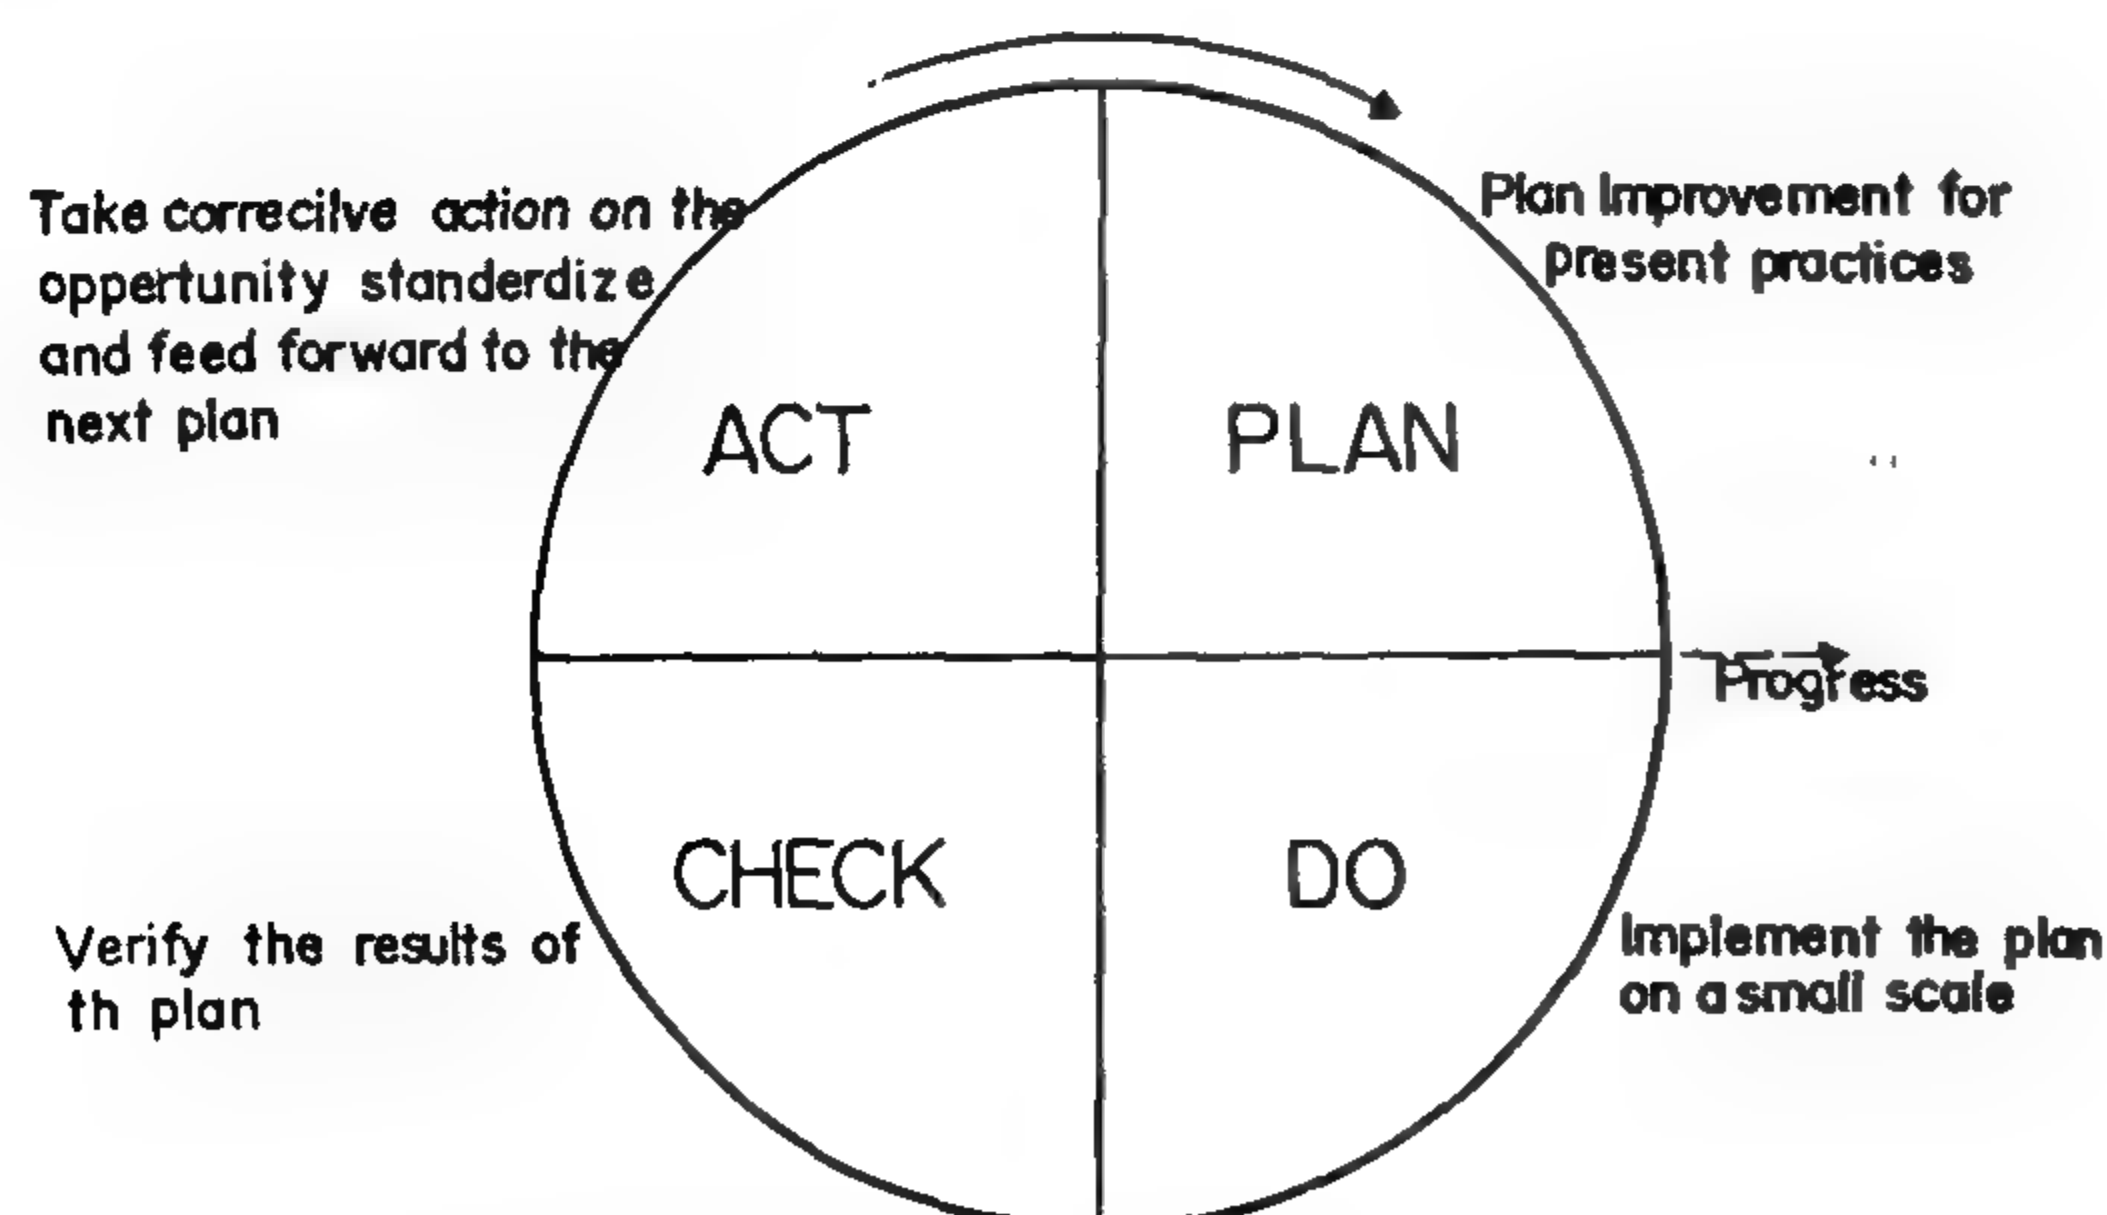 Take correcilve action on the
oppertunity standerdize
and feed forward to the
next plan
Plan Improvement for
present practices
ACT
PLAN
Progress
CHECK
DO
Verify the results of
th plan
Implement the plan
on a small scale